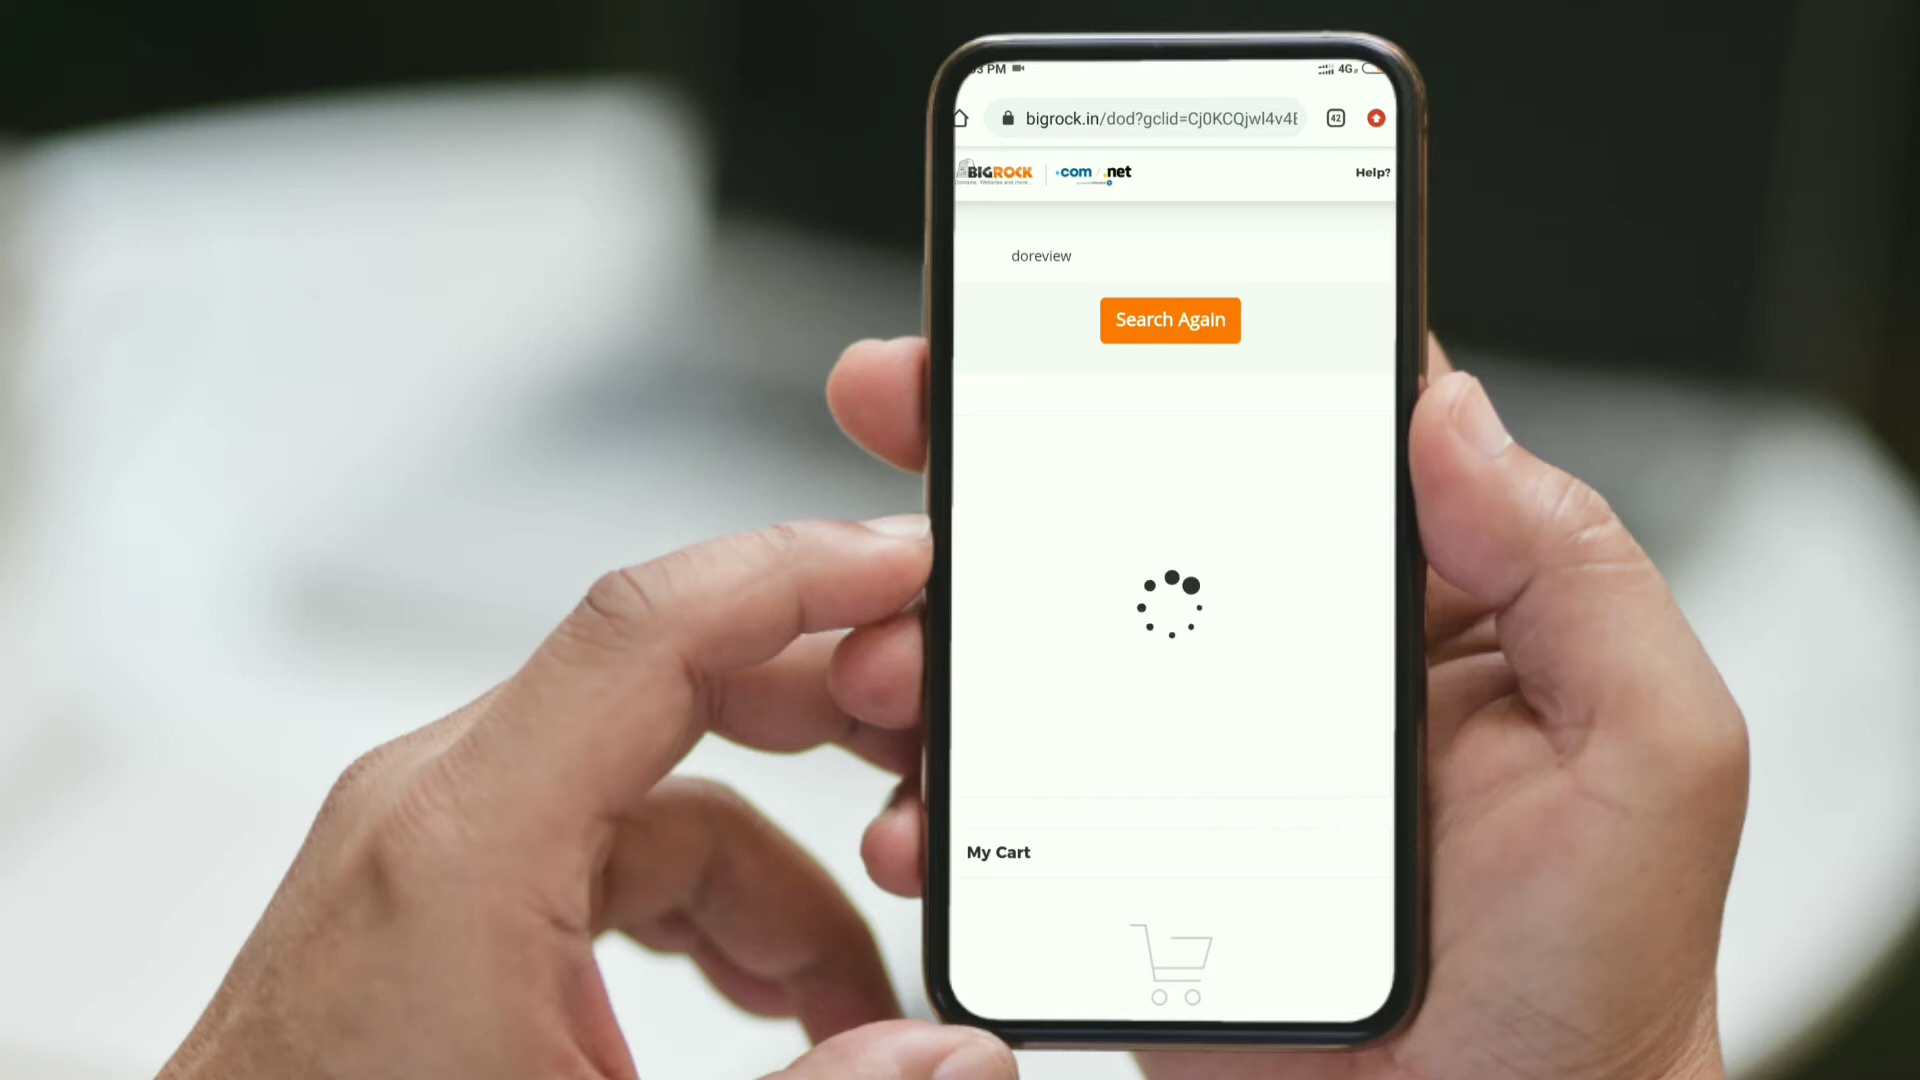 3 PM 4G
bigrock.in/dod?gclid=Cj0KCQjwl4v4E
42
BIGROCK .com / .net Help?
Domains, Websites and more...
doreview
Search Again
My Cart